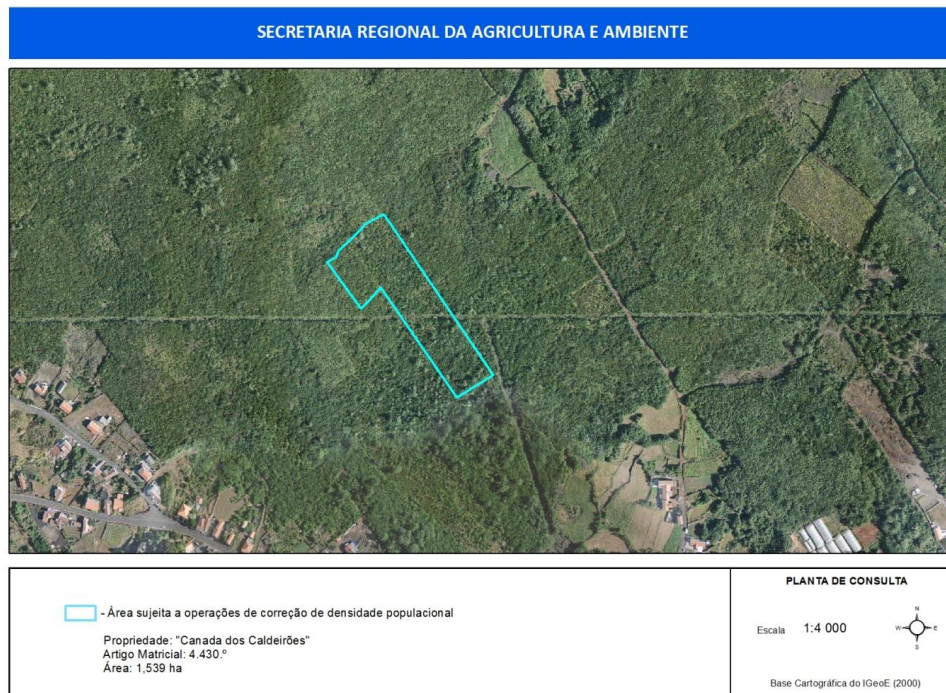 SECRETARIA REGIONAL DA AGRICULTURA E AMBIENTE
- Área sujeita a operações de correção de densidade populacional
Propriedade: "Canada dos Caldeirões"
Artigo Matricial: 4.430.º
Área: 1,539 ha
PLANTA DE CONSULTA
Escala 1:4 000
N
W E
S
Base Cartográfica do IGeoE (2000)